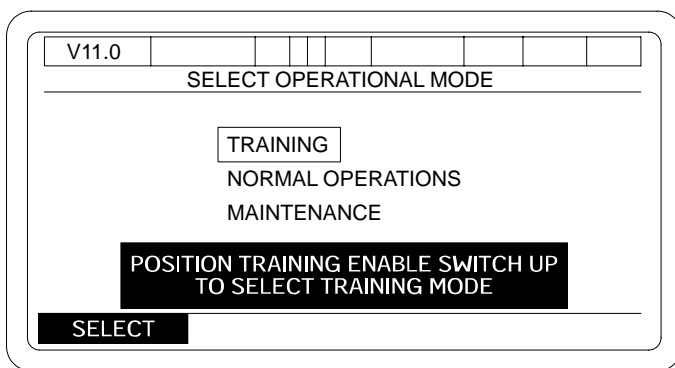 V11.0
SELECT OPERATIONAL MODE
TRAINING
NORMAL OPERATIONS
MAINTENANCE
POSITION TRAINING ENABLE SWITCH UP
TO SELECT TRAINING MODE
SELECT